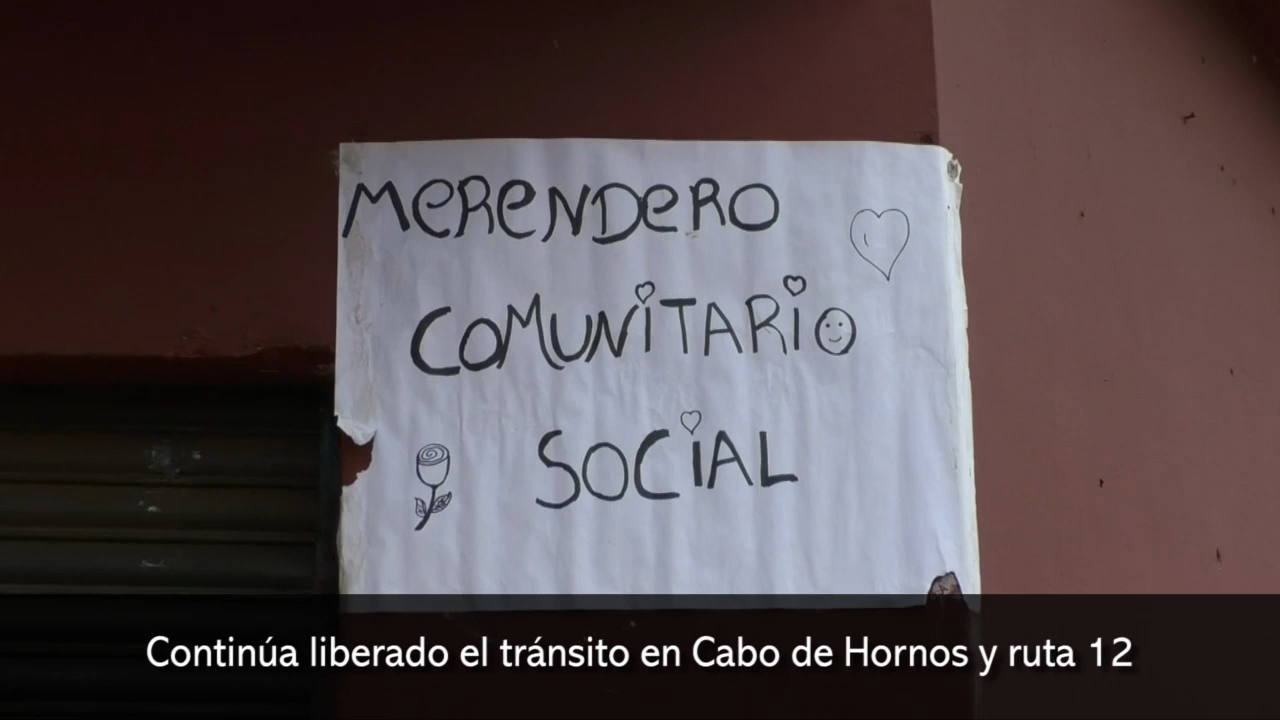 MeReNDeRO
COMUNiTARiO
SOCiAL
Continúa liberado el tránsito en Cabo de Hornos y ruta 12